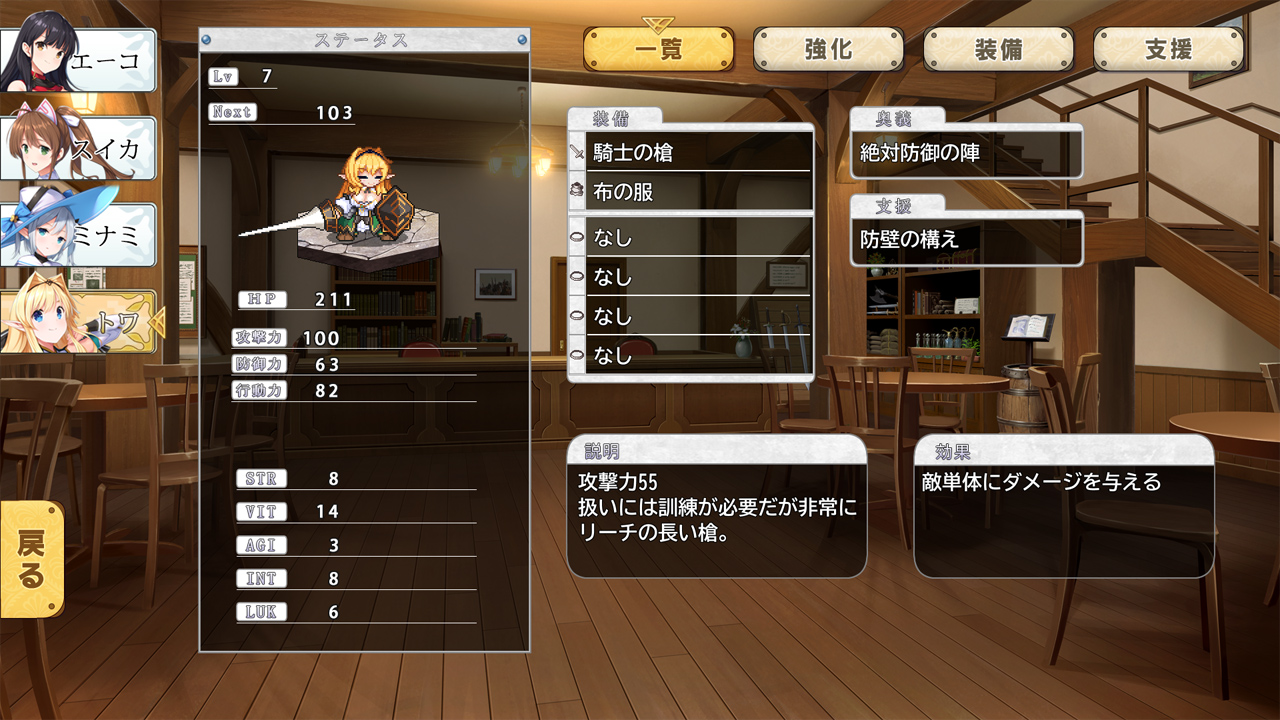 エーコ
スイカ
ミナミ
トワ
戻る
ステータス
Lv 7
Next 103
HP 211
攻撃力 100
防御力 63
行動力 82
STR 8
VIT 14
AGI 3
INT 8
LUK 6
一覧
強化
装備
支援
装備
騎士の槍
布の服
なし
なし
なし
なし
奥義
絶対防御の陣
支援
防壁の構え
説明
攻撃力55
扱いには訓練が必要だが非常に
リーチの長い槍。
効果
敵単体にダメージを与える